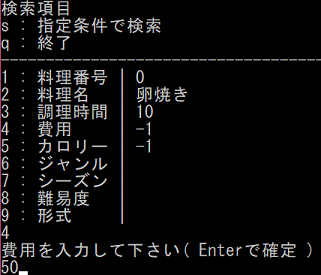 検索項目
s : 指定条件で検索
q : 終了
----------------------------------------
1 : 料理番号 | 0
2 : 料理名 | 卵焼き
3 : 調理時間 | 10
4 : 費用 | -1
5 : カロリー | -1
6 : ジャンル |
7 : シーズン |
8 : 難易度 |
9 : 形式 |
4
費用を入力して下さい( Enterで確定 )
50